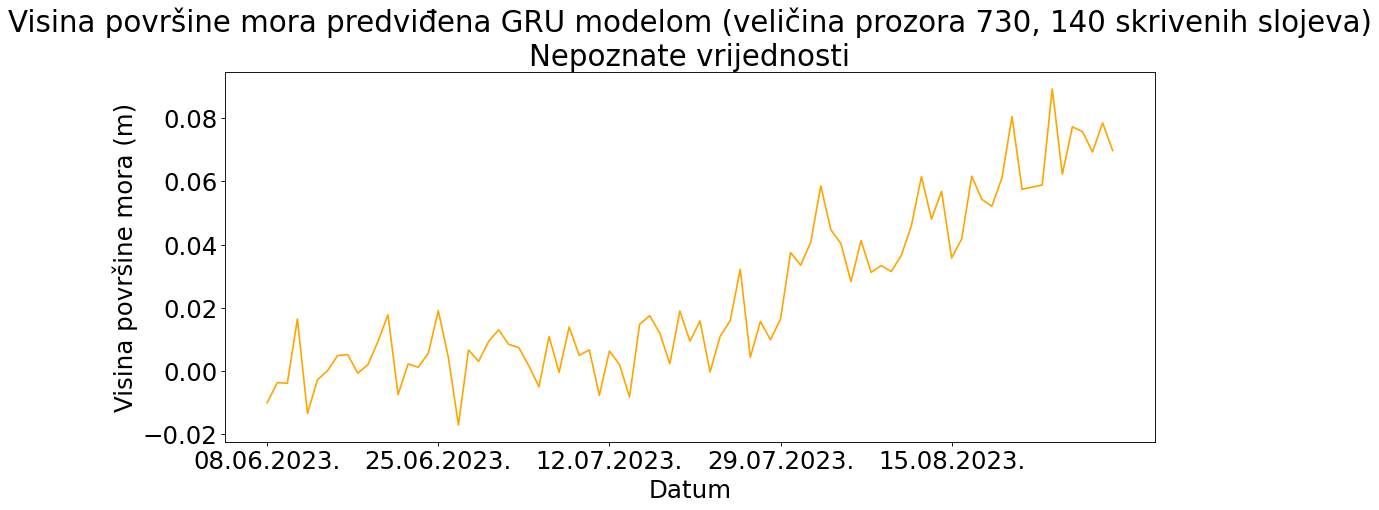 Visina površine mora predviđena GRU modelom (veličina prozora 730, 140 skrivenih slojeva)
Nepoznate vrijednosti
Visina površine mora (m)
0.08
0.06
0.04
0.02
0.00
−0.02
08.06.2023. 25.06.2023. 12.07.2023. 29.07.2023. 15.08.2023.
Datum